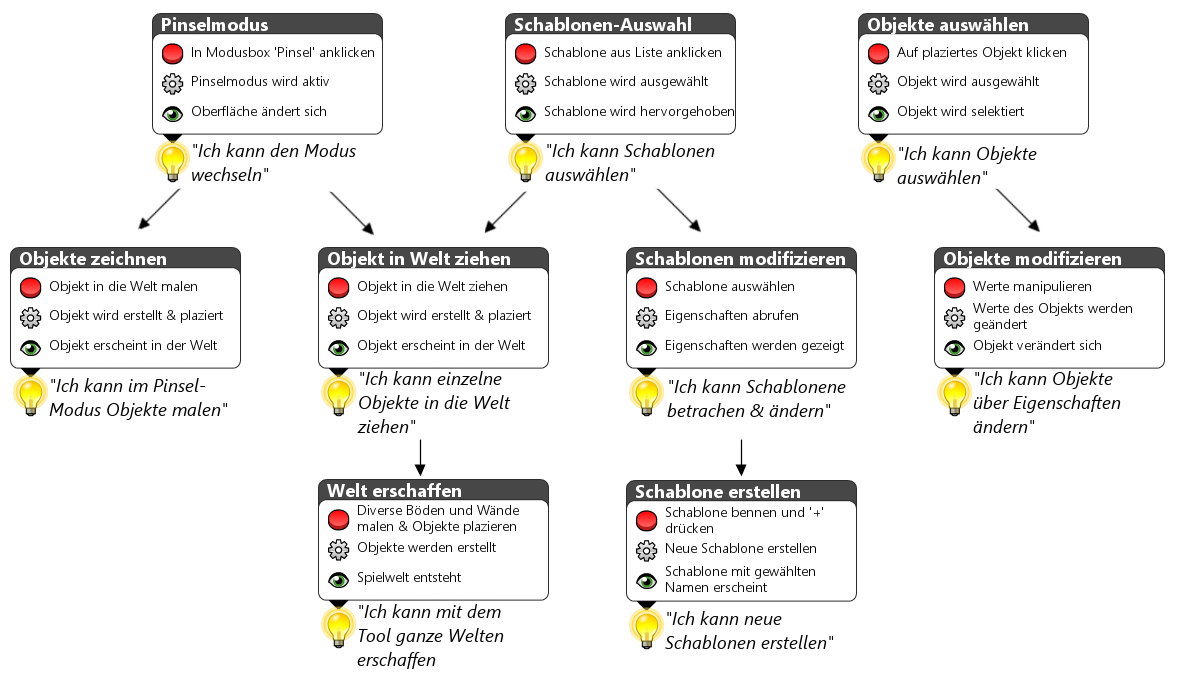 Pinselmodus
In Modusbox 'Pinsel' anklicken
Pinselmodus wird aktiv
Oberfläche ändert sich
"Ich kann den Modus
wechseln"
Schablonen-Auswahl
Schablone aus Liste anklicken
Schablone wird ausgewählt
Schablone wird hervorgehoben
"Ich kann Schablonen
auswählen"
Objekte auswählen
Auf plaziertes Objekt klicken
Objekt wird ausgewählt
Objekt wird selektiert
"Ich kann Objekte
auswählen"
Objekte zeichnen
Objekt in die Welt malen
Objekt wird erstellt & plaziert
Objekt erscheint in der Welt
"Ich kann im Pinsel-
Modus Objekte malen"
Objekt in Welt ziehen
Objekt in die Welt ziehen
Objekt wird erstellt & plaziert
Objekt erscheint in der Welt
"Ich kann einzelne
Objekte in die Welt
ziehen"
Schablonen modifizieren
Schablone auswählen
Eigenschaften abrufen
Eigenschaften werden gezeigt
"Ich kann Schablonene
betrachen & ändern"
Objekte modifizieren
Werte manipulieren
Werte des Objekts werden
geändert
Objekt verändert sich
"Ich kann Objekte
über Eigenschaften
ändern"
Welt erschaffen
Diverse Böden und Wände
malen & Objekte plazieren
Objekte werden erstellt
Spielwelt entsteht
"Ich kann mit dem
Tool ganze Welten
erschaffen
Schablone erstellen
Schablone bennen und '+'
drücken
Neue Schablone erstellen
Schablone mit gewählten
Namen erscheint
"Ich kann neue
Schablonen erstellen"